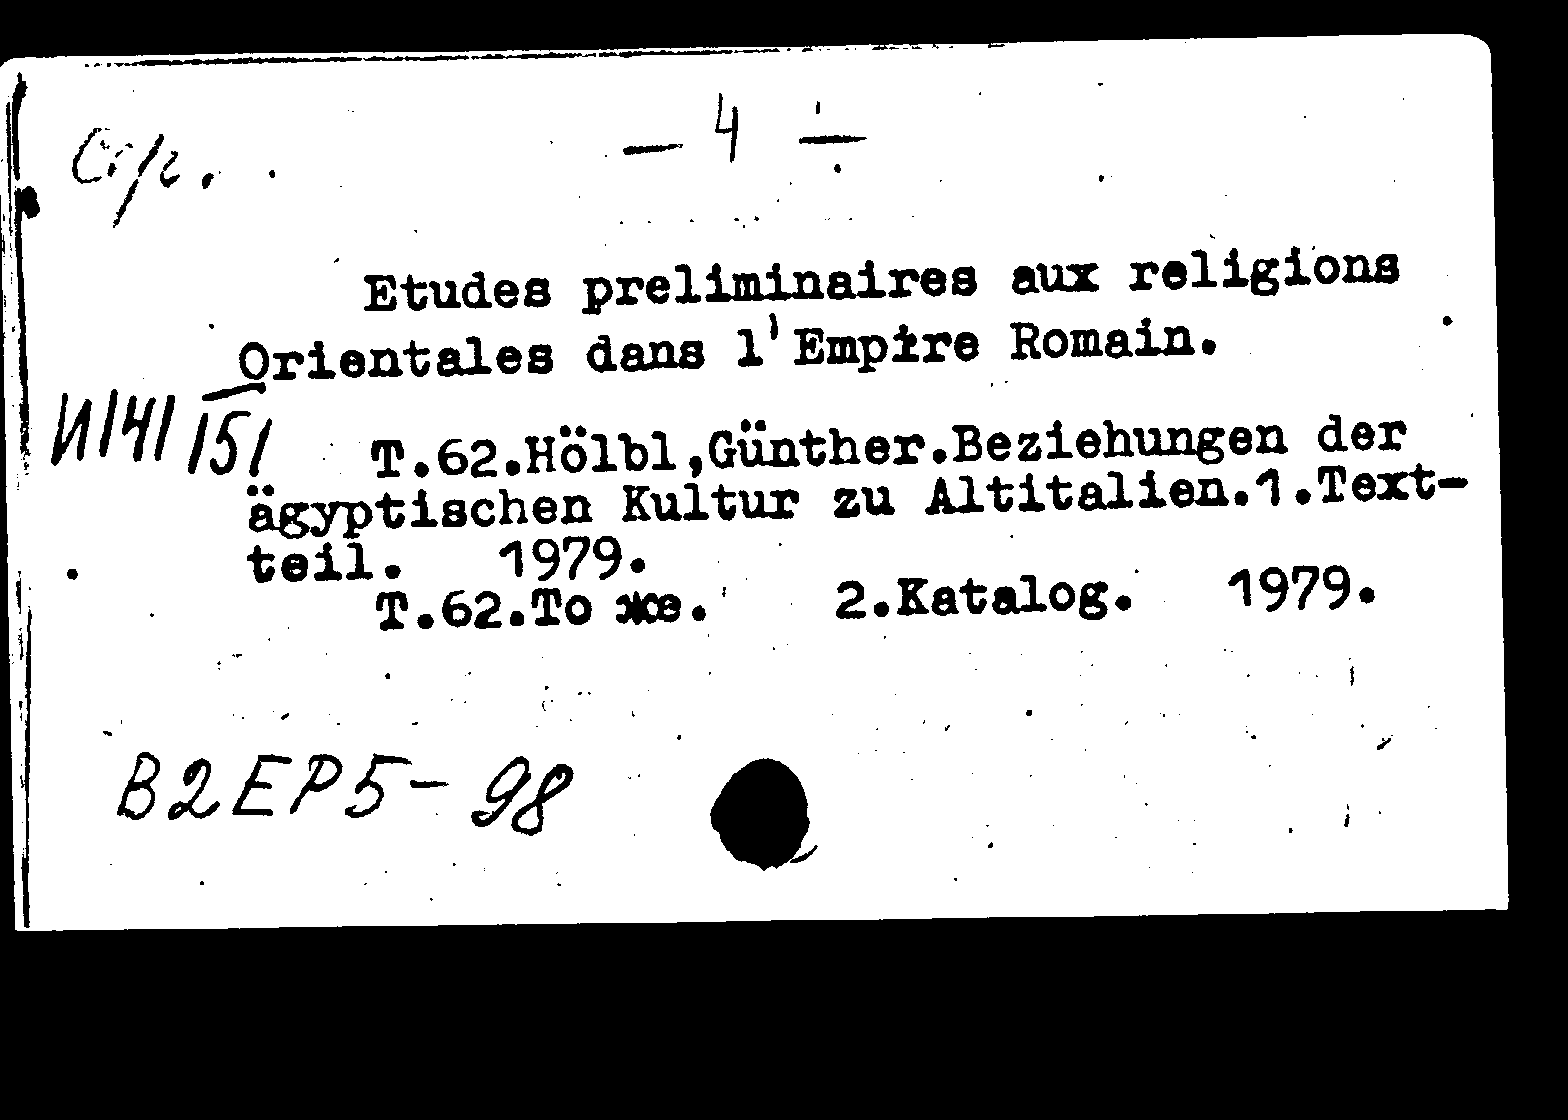 Сер.
— 4 —
Etudes preliminaires aux religions
Orientales dans l'Empire Romain.
И141/151
T.62.Hölbl,Günther.Beziehungen der
ägyptischen Kultur zu Altitalien.1.Text-
teil. 1979.
T.62.То же. 2.Katalog. 1979.
B2EP5-98